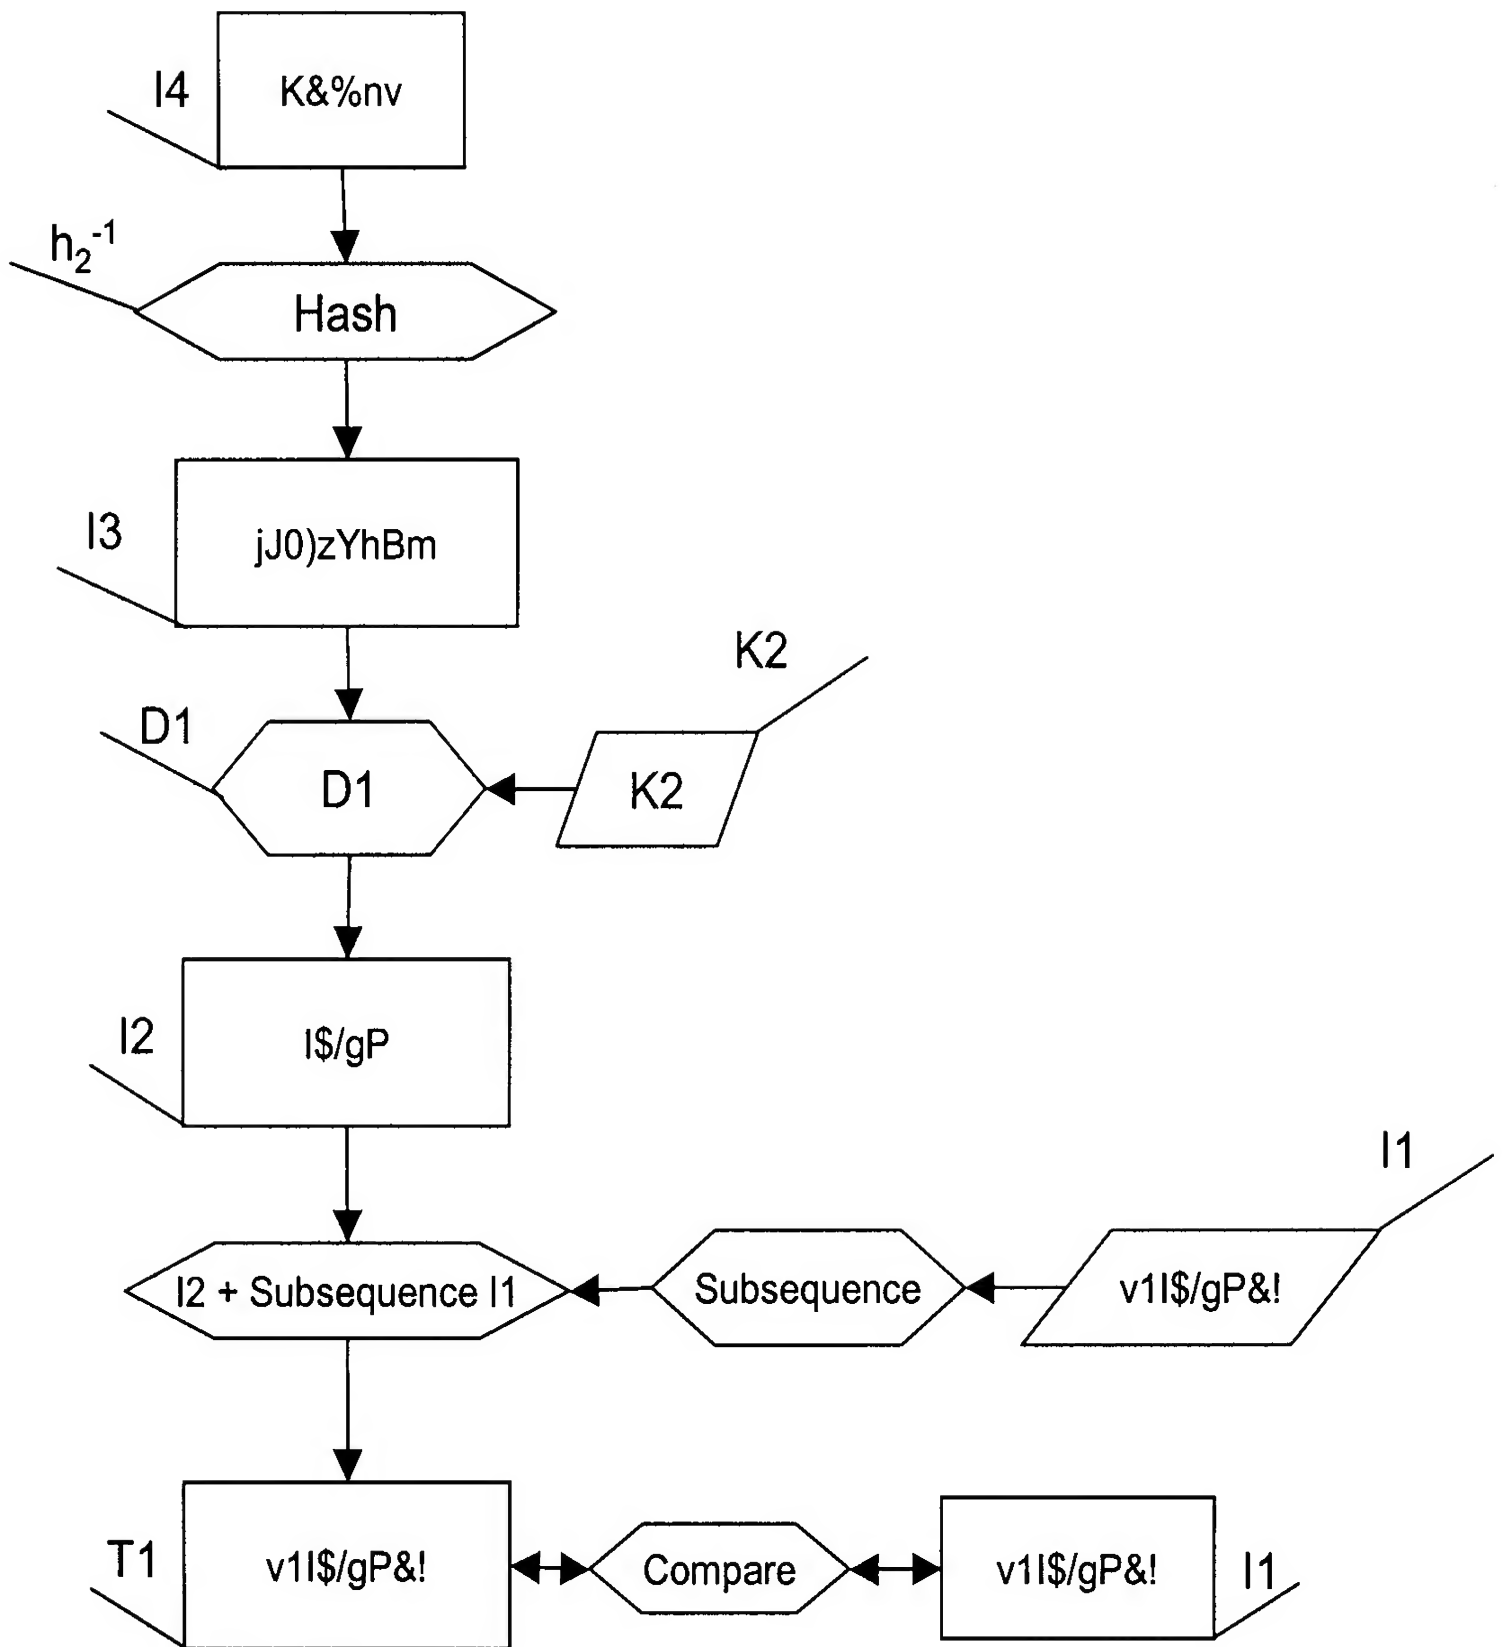 I4
K&%nv
h₂⁻¹
Hash
I3
jJ0)zYhBm
K2
D1
D1
K2
I2
I$/gP
I1
I2 + Subsequence I1
Subsequence
v1I$/gP&!
T1
v1I$/gP&!
Compare
v1I$/gP&!
I1